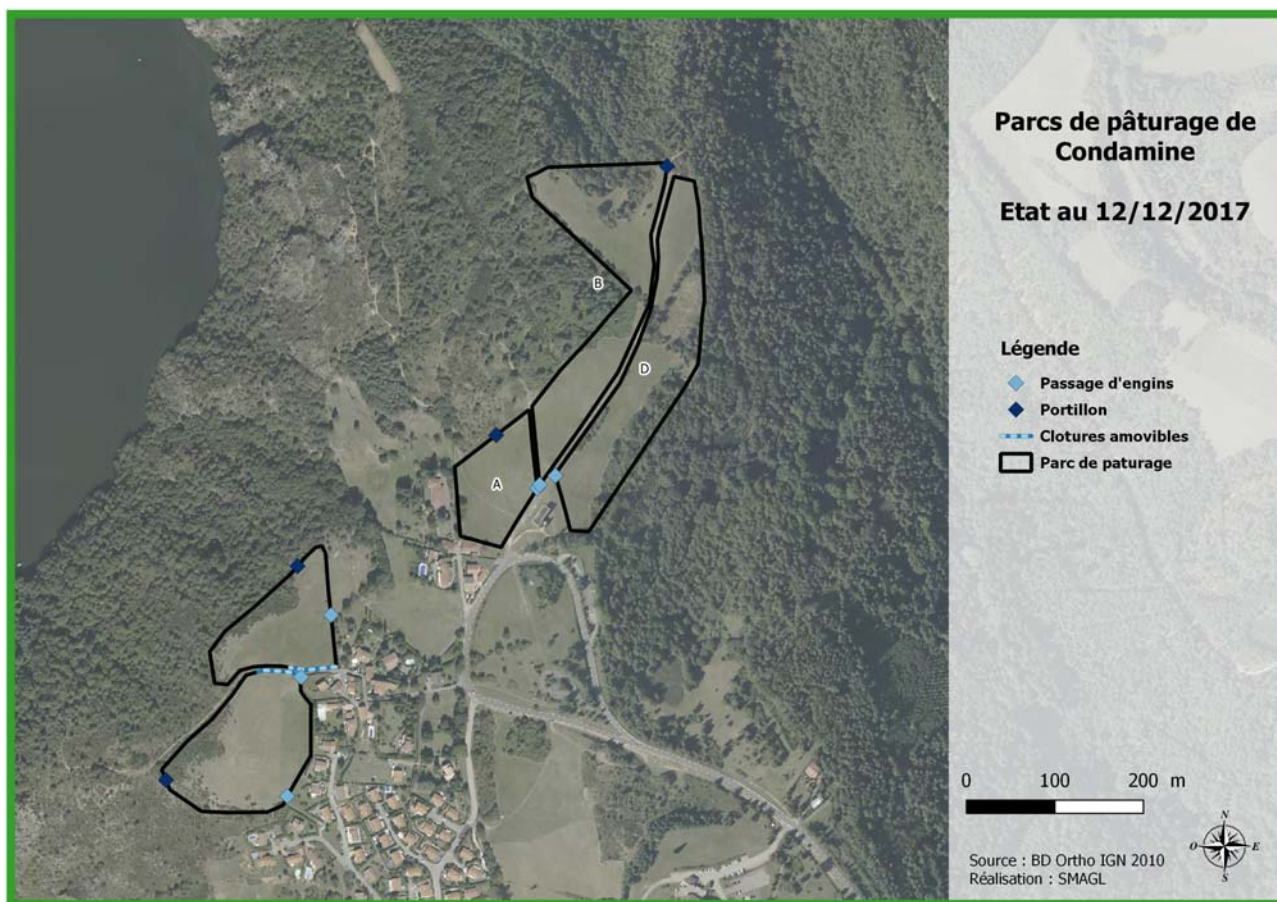 Parcs de pâturage de
Condamine
Etat au 12/12/2017
B
D
A
Légende
Passage d'engins
Portillon
Clotures amovibles
Parc de paturage
0 100 200 m
N
O E
S
Source : BD Ortho IGN 2010
Réalisation : SMAGL